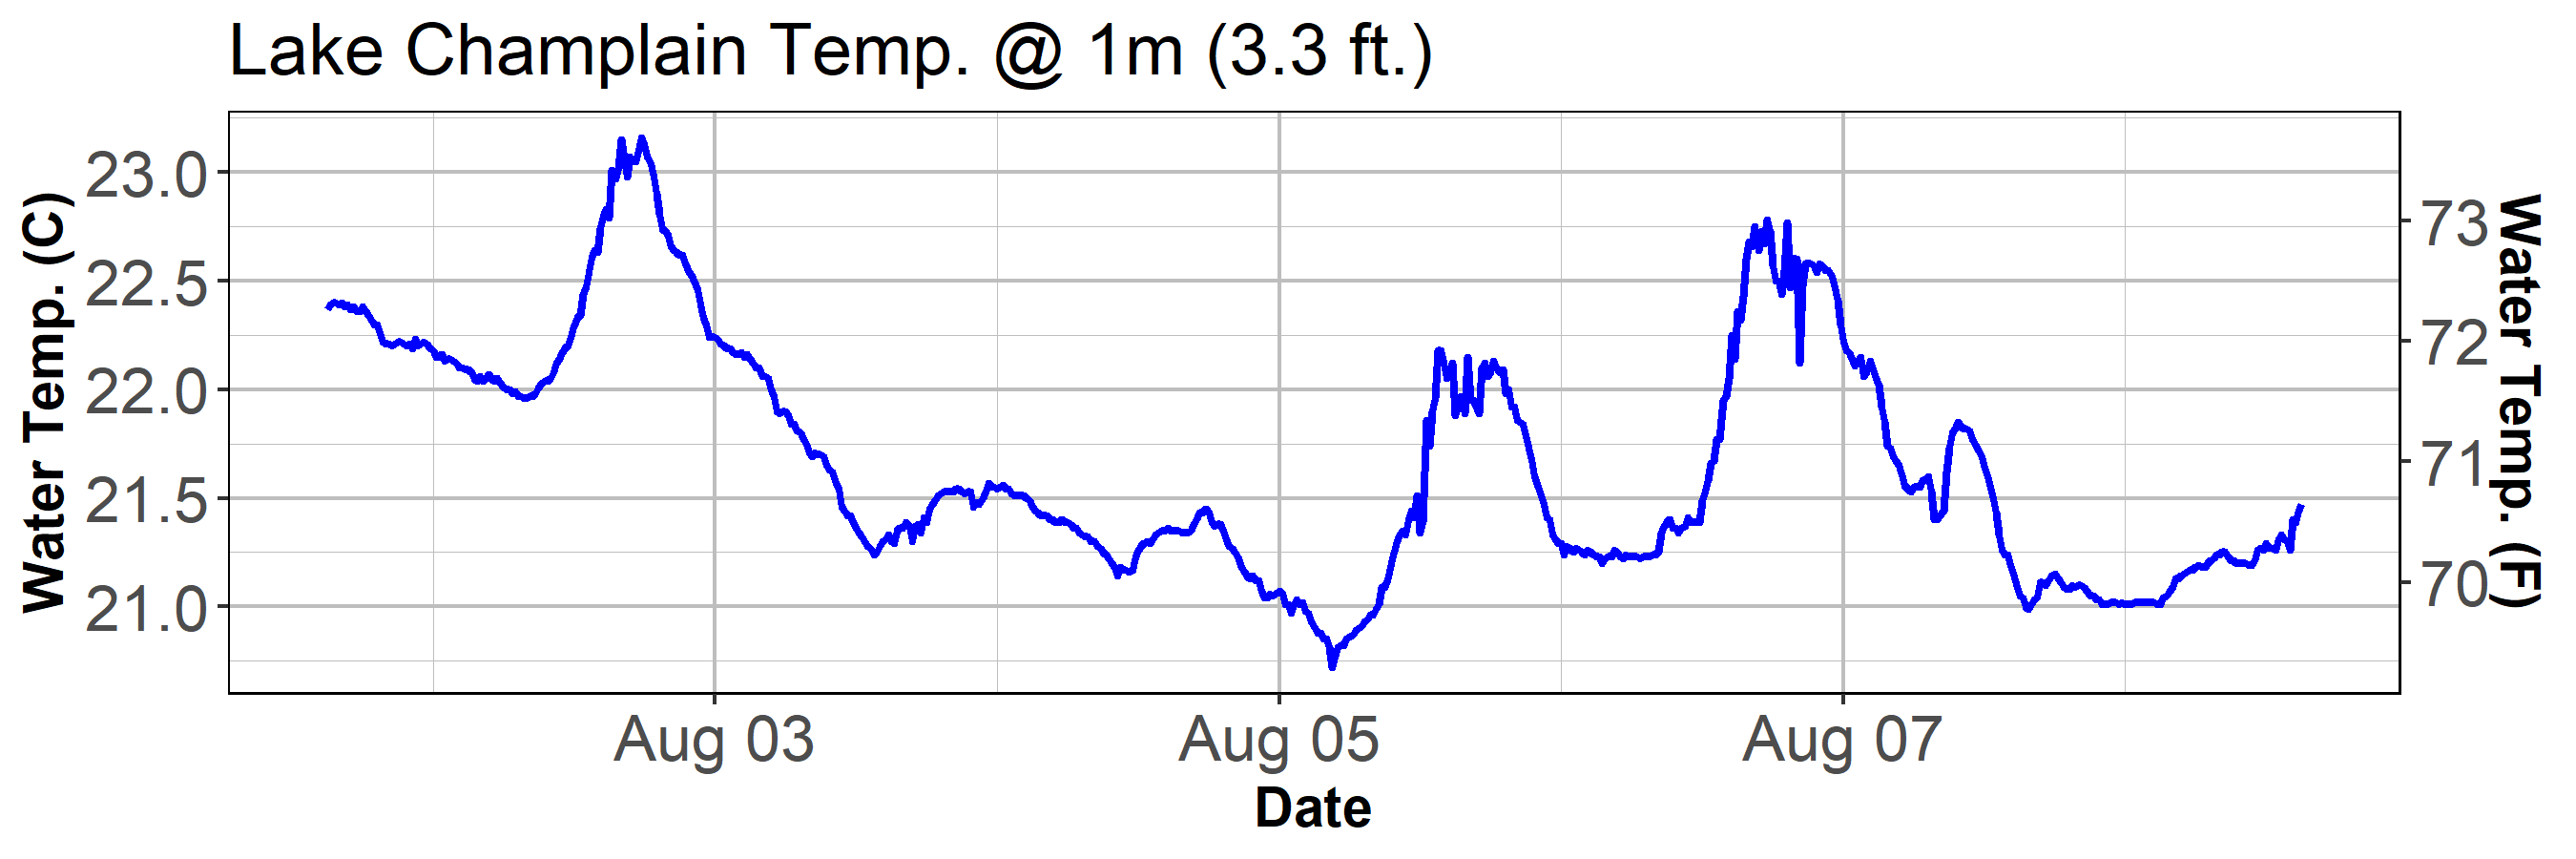 Lake Champlain Temp. @ 1m (3.3 ft.)
Water Temp. (C)
23.0
22.5
22.0
21.5
21.0
73
72
71
70
Water Temp. (F)
Aug 03 Aug 05 Aug 07
Date